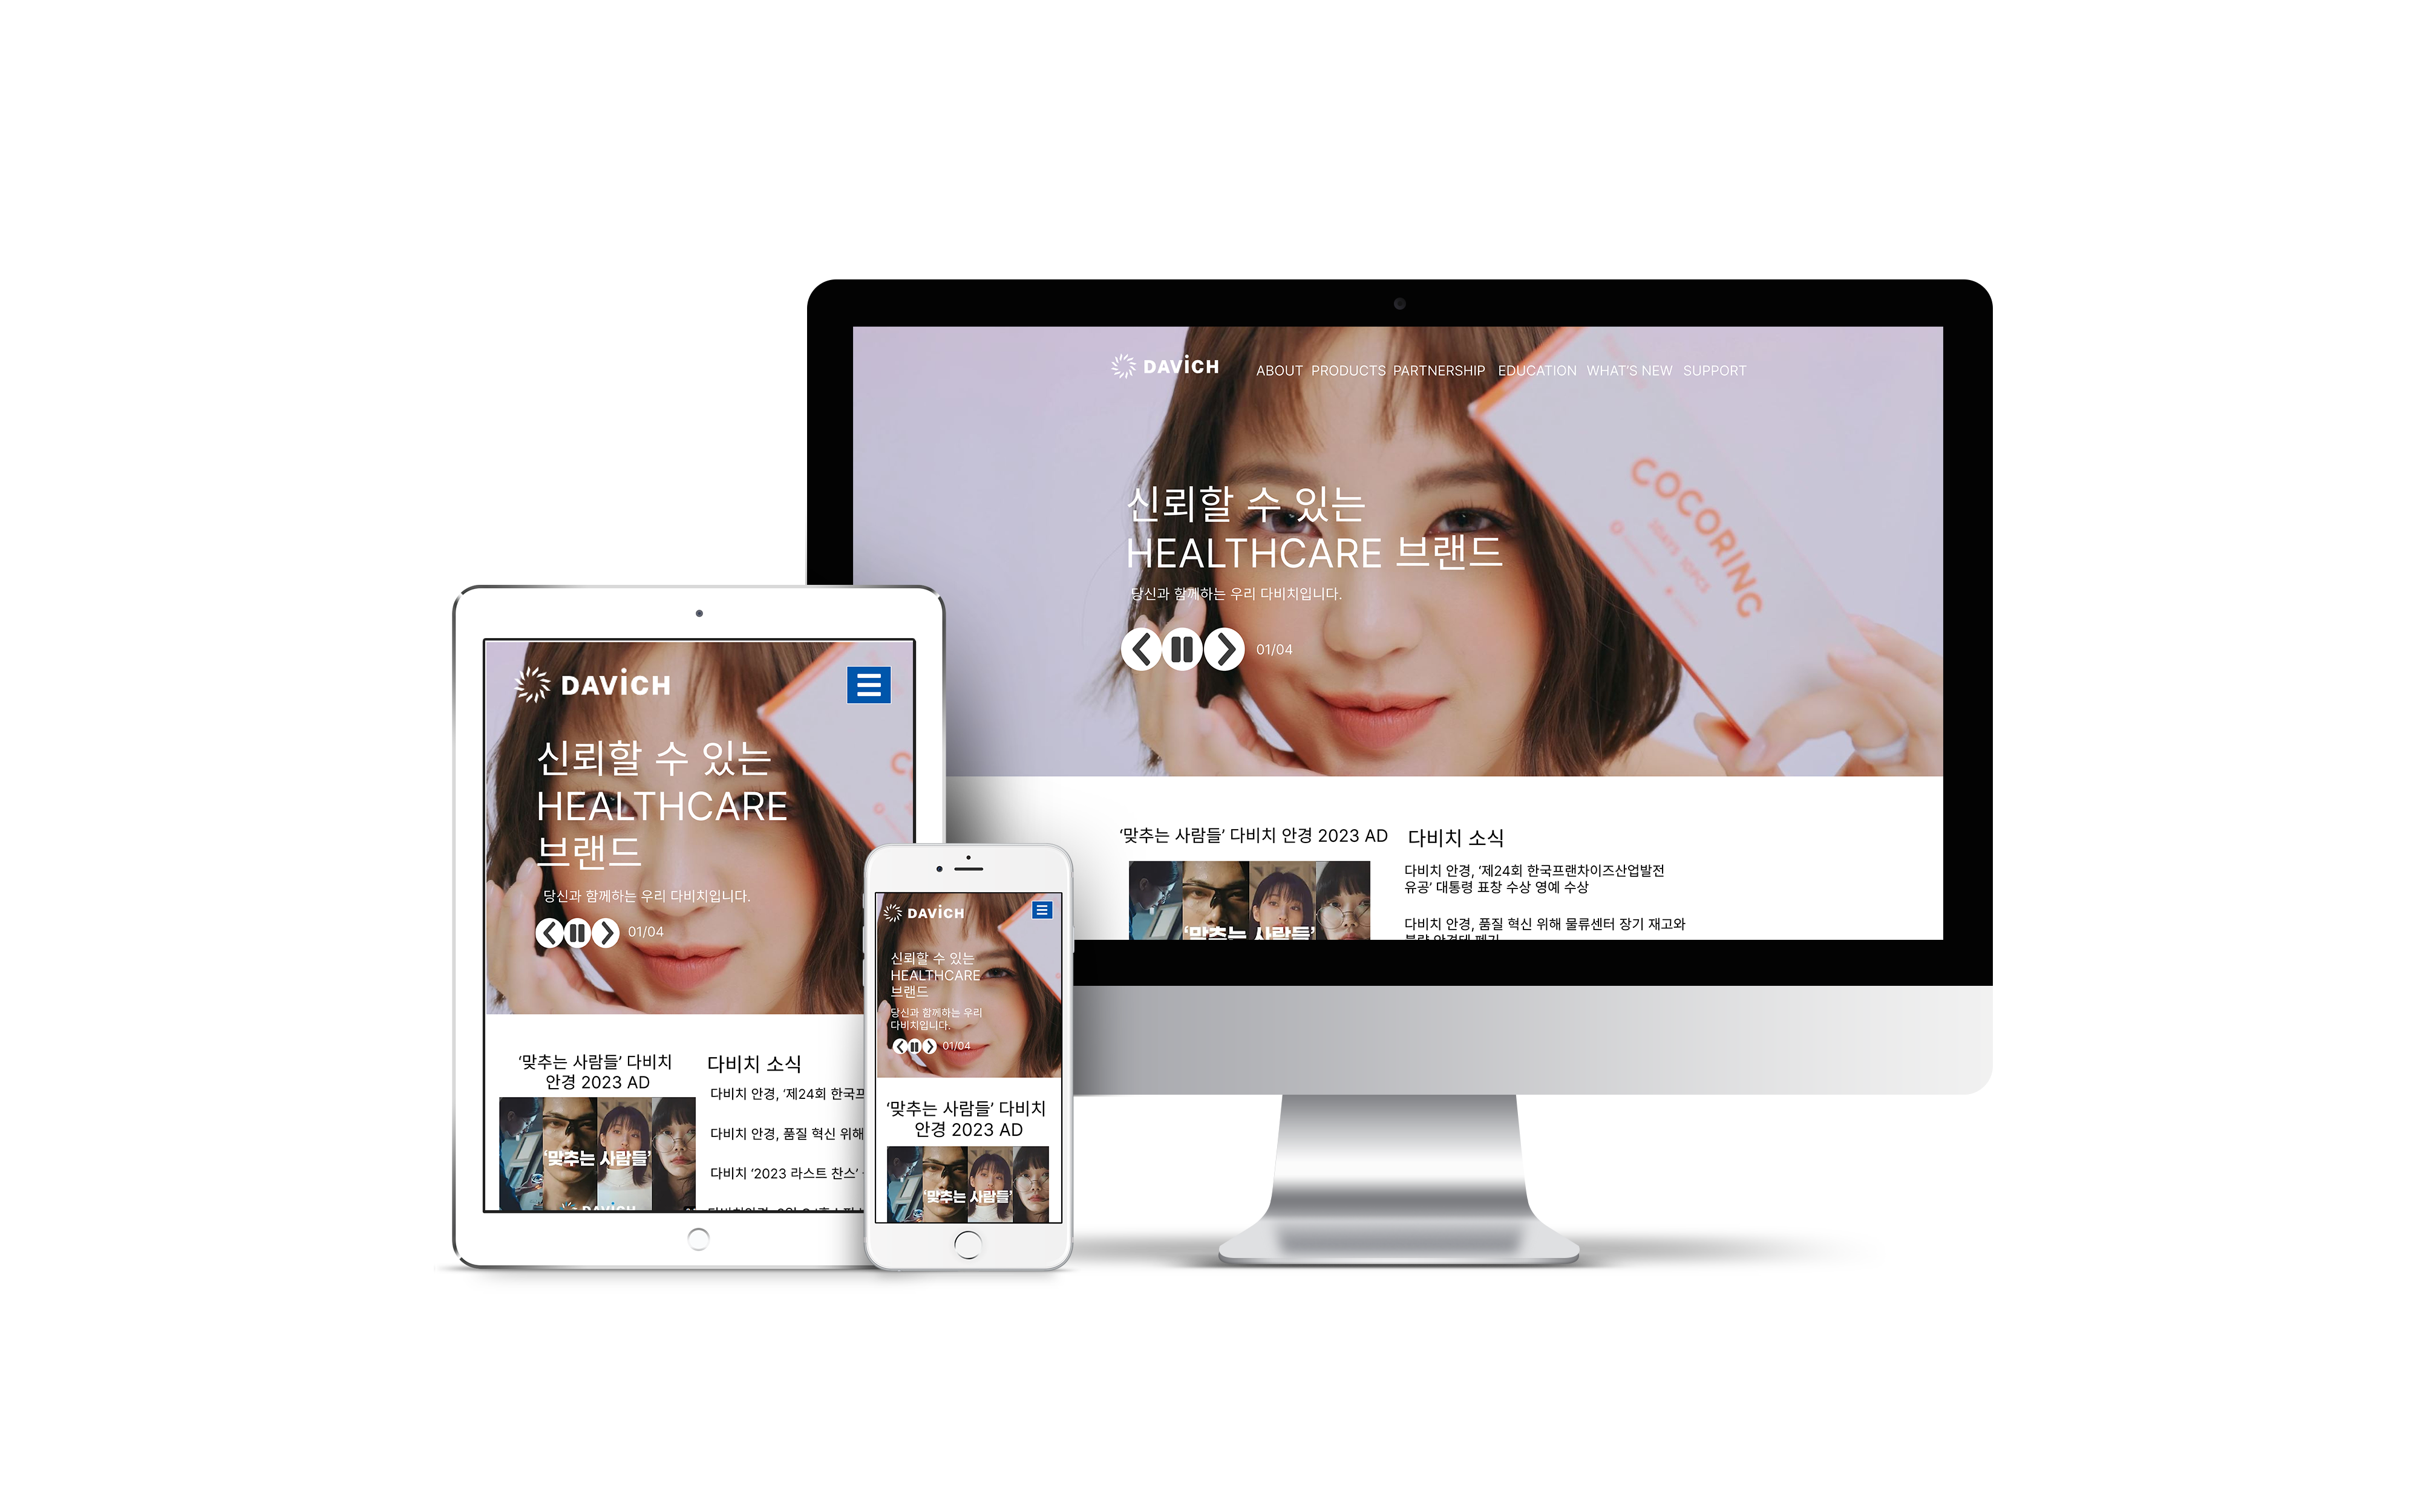 DAViCH
ABOUT PRODUCTS PARTNERSHIP EDUCATION WHAT'S NEW SUPPORT
COCORING
신뢰할 수 있는
HEALTHCARE 브랜드
당신과 함께하는 우리 다비치입니다.
01/04
‘맞추는 사람들’ 다비치 안경 2023 AD
‘맞추는 사람들’
다비치 소식
다비치 안경, ‘제24회 한국프랜차이즈산업발전
유공’ 대통령 표창 수상 영예 수상
다비치 안경, 품질 혁신 위해 물류센터 장기 재고와
DAViCH
신뢰할 수 있는
HEALTHCARE
브랜드
당신과 함께하는 우리 다비치입니다.
01/04
‘맞추는 사람들’ 다비치
안경 2023 AD
‘맞추는 사람들’
다비치 소식
다비치 안경, ‘제24회 한국
다비치 안경, 품질 혁신 위해
다비치 ‘2023 라스트 찬스’
DAViCH
신뢰할 수 있는
HEALTHCARE
브랜드
당신과 함께하는 우리
다비치입니다.
01/04
‘맞추는 사람들’ 다비치
안경 2023 AD
‘맞추는 사람들’